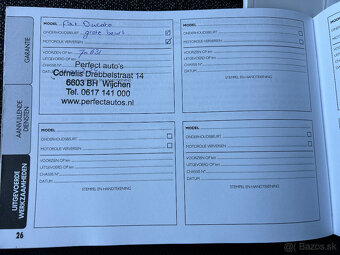 MODEL Fiat Ducato
ONDERHOUDSBEURT grote beurt
MOTOROLIE VERVERSEN
VOORZIEN OP km
UITGEVOERD OP km
Perfect auto's
CHASSIS N°
Cornelis Drebbelstraat 14
DATUM
6603 BH Wijchen
Tel. 0617 141 000
www.perfectautos.nl
MODEL
ONDERHOUDSBEURT
MOTOROLIE VERVERSEN
VOORZIEN OP km
UITGEVOERD OP km
CHASSIS N°
DATUM
STEMPEL EN HANDTEKENING
MODEL
ONDERHOUDSBEURT
MOTOROLIE VERVERSEN
VOORZIEN OP km
UITGEVOERD OP km
CHASSIS N°
DATUM
STEMPEL EN HANDTEKENING
MODEL
ONDERHOUDSBEURT
MOTOROLIE VERVERSEN
VOORZIEN OP km
UITGEVOERD OP km
CHASSIS N°
DATUM
STEMPEL EN HANDTEKENING
GARANTIE
AANVULLENDE
DIENSTEN
UITGEVOERDE
WERKZAAMHEDEN
26
Bazos.sk